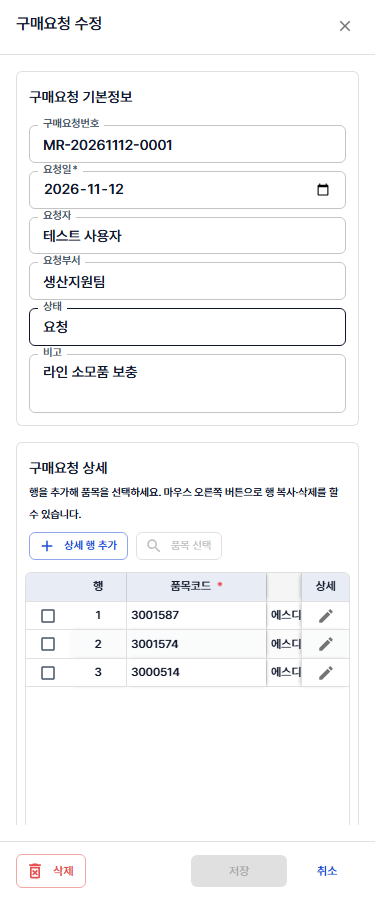 구매요청 수정
구매요청 기본정보
구매요청번호
MR-20261112-0001
요청일*
2026-11-12
요청자
테스트 사용자
요청부서
생산지원팀
상태
요청
비고
라인 소모품 보충
구매요청 상세
행을 추가해 품목을 선택하세요. 마우스 오른쪽 버튼으로 행 복사·삭제를 할
수 있습니다.
상세 행 추가 품목 선택
행 품목코드 * 상세
1 3001587 에스디
2 3001574 에스디
3 3000514 에스디
삭제 저장 취소